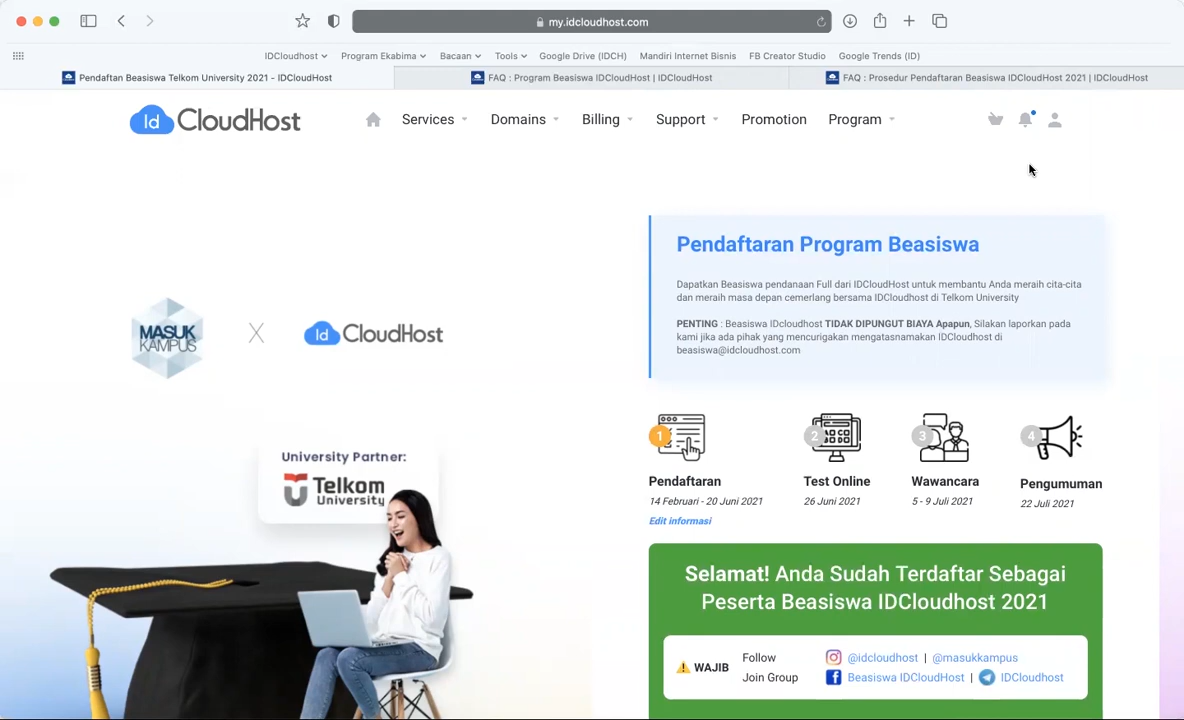 my.idcloudhost.com
IDCloudhost
Program Ekabima
Bacaan
Tools
Google Drive (IDCH)
Mandiri Internet Bisnis
FB Creator Studio
Google Trends (ID)
Pendaftan Beasiswa Telkom University 2021 - IDCloudHost
FAQ : Program Beasiswa IDCloudHost | IDCloudHost
FAQ : Prosedur Pendaftaran Beasiswa IDCloudHost 2021 | IDCloudHost
Id CloudHost
Services
Domains
Billing
Support
Promotion
Program
MASUK
KAMPUS
X
Id CloudHost
University Partner:
Telkom
University
Pendaftaran Program Beasiswa
Dapatkan Beasiswa pendanaan Full dari IDCloudHost untuk membantu Anda meraih cita-cita
dan meraih masa depan cemerlang bersama IDCloudhost di Telkom University
PENTING : Beasiswa IDcloudhost TIDAK DIPUNGUT BIAYA Apapun, Silakan laporkan pada
kami jika ada pihak yang mencurigakan mengatasnamakan IDCloudHost di
beasiswa@idcloudhost.com
1
Pendaftaran
14 Februari - 20 Juni 2021
Edit informasi
2
Test Online
26 Juni 2021
3
Wawancara
5 - 9 Juli 2021
4
Pengumuman
22 Juli 2021
Selamat! Anda Sudah Terdaftar Sebagai
Peserta Beasiswa IDCloudhost 2021
WAJIB
Follow @idcloudhost | @masukkampus
Join Group Beasiswa IDCloudHost | IDCloudhost